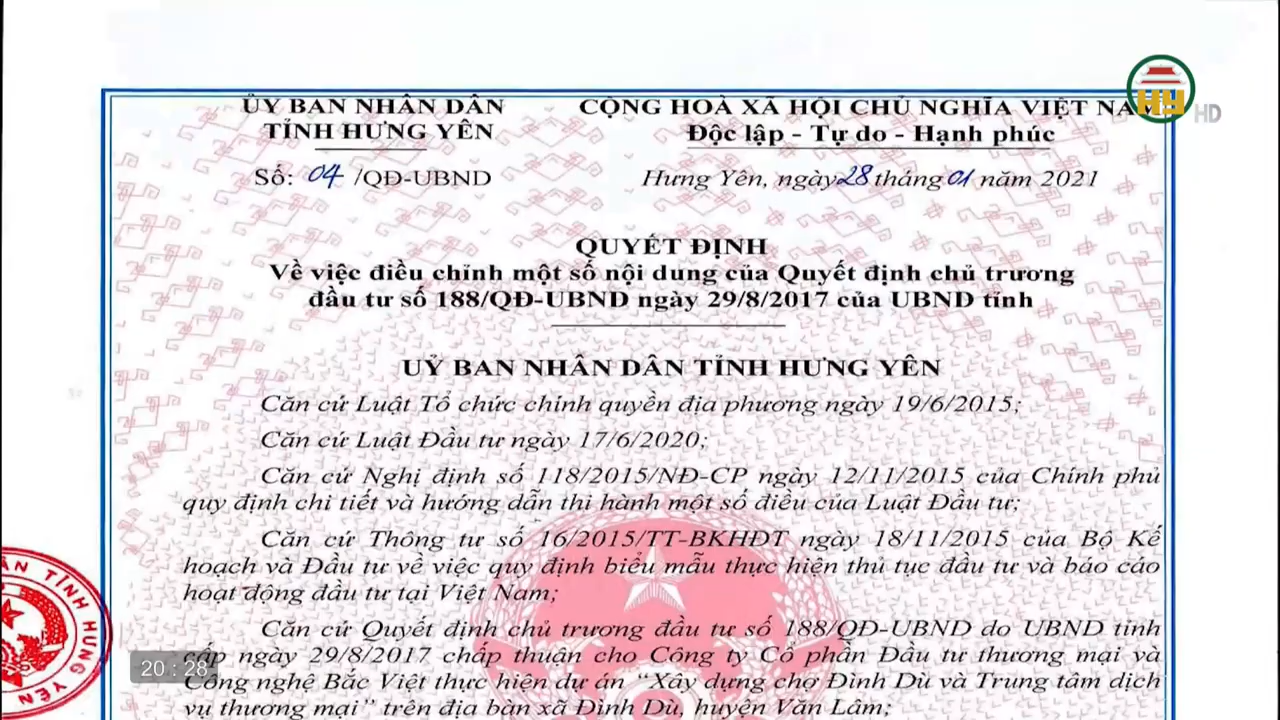 ỦY BAN NHÂN DÂN
TỈNH HƯNG YÊN
CỘNG HOÀ XÃ HỘI CHỦ NGHĨA VIỆT NAM
Độc lập - Tự do - Hạnh phúc
HY HD
Số: 04 /QĐ-UBND
Hưng Yên, ngày 28 tháng 01 năm 2021
QUYẾT ĐỊNH
Về việc điều chỉnh một số nội dung của Quyết định chủ trương
đầu tư số 188/QĐ-UBND ngày 29/8/2017 của UBND tỉnh
UỶ BAN NHÂN DÂN TỈNH HƯNG YÊN
Căn cứ Luật Tổ chức chính quyền địa phương ngày 19/6/2015;
Căn cứ Luật Đầu tư ngày 17/6/2020;
Căn cứ Nghị định số 118/2015/NĐ-CP ngày 12/11/2015 của Chính phủ
quy định chi tiết và hướng dẫn thi hành một số điều của Luật Đầu tư;
Căn cứ Thông tư số 16/2015/TT-BKHĐT ngày 18/11/2015 của Bộ Kế
hoạch và Đầu tư về việc quy định biểu mẫu thực hiện thủ tục đầu tư và báo cáo
hoạt động đầu tư tại Việt Nam;
Căn cứ Quyết định chủ trương đầu tư số 188/QĐ-UBND do UBND tỉnh
cấp ngày 29/8/2017 chấp thuận cho Công ty Cổ phần Đầu tư thương mại và
Công nghệ Bắc Việt thực hiện dự án “Xây dựng chợ Đình Dù và Trung tâm dịch
vụ thương mại” trên địa bàn xã Đình Dù, huyện Văn Lâm;
ÂN TỈNH HƯNG YÊN
20 : 28